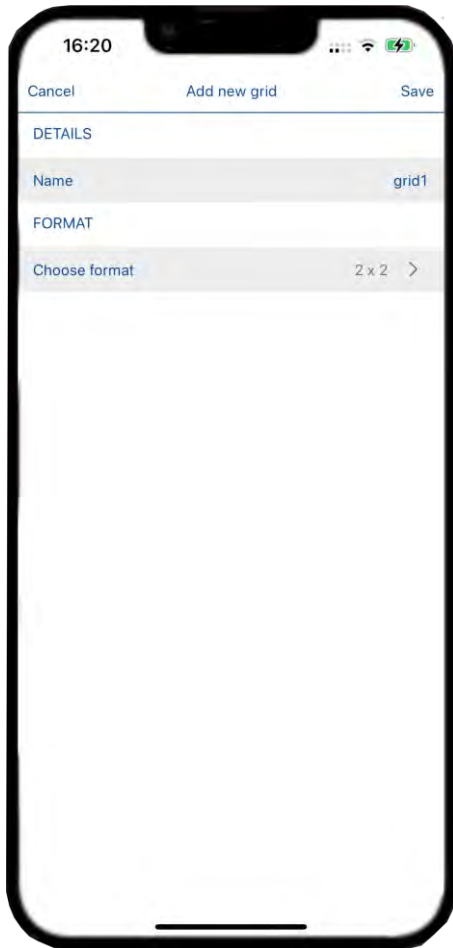 16:20
Cancel Add new grid Save
DETAILS
Name grid1
FORMAT
Choose format 2 x 2 >